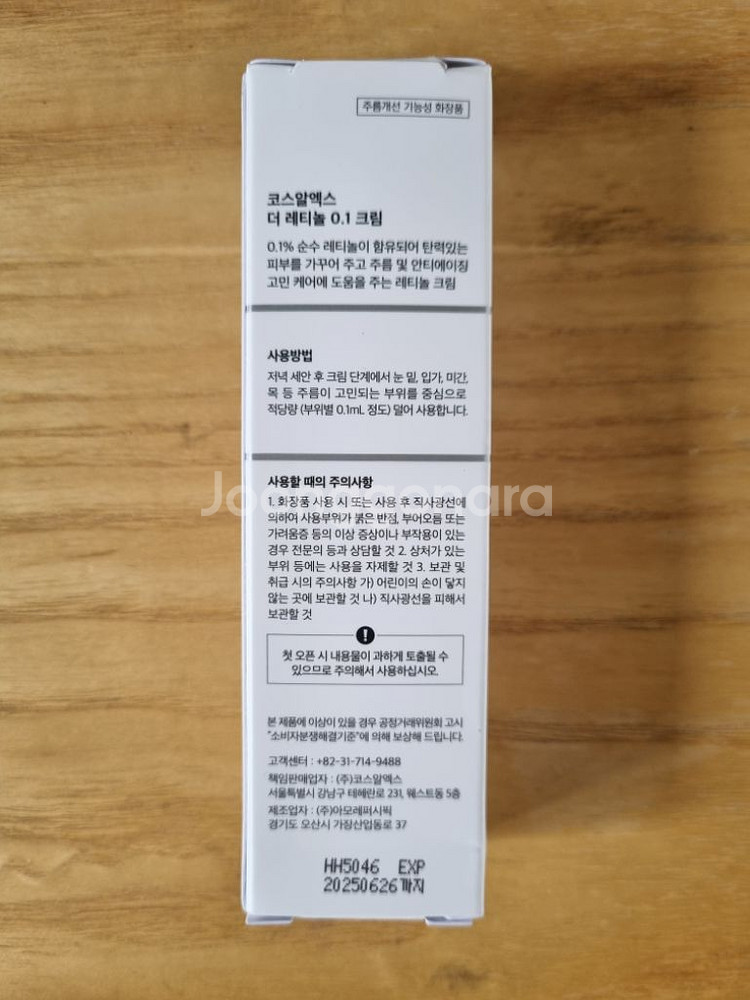 주름개선 기능성 화장품
코스알엑스
더 레티놀 0.1 크림
0.1% 순수 레티놀이 함유되어 탄력있는
피부를 가꾸어 주고 주름 및 안티에이징
고민 케어에 도움을 주는 레티놀 크림
사용방법
저녁 세안 후 크림 단계에서 눈 밑, 입가, 미간,
목 등 주름이 고민되는 부위를 중심으로
적당량 (부위별 0.1mL 정도) 덜어 사용합니다.
사용할 때의 주의사항
Joonggonara
1. 화장품 사용 시 또는 사용 후 직사광선에
의하여 사용부위가 붉은 반점, 부어오름 또는
가려움증 등의 이상 증상이나 부작용이 있는
경우 전문의 등과 상담할 것 2. 상처가 있는
부위 등에는 사용을 자제할 것 3. 보관 및
취급 시의 주의사항 가) 어린이의 손이 닿지
않는 곳에 보관할 것 나) 직사광선을 피해서
보관할 것
!
첫 오픈 시 내용물이 과하게 토출될 수
있으므로 주의해서 사용하십시오.
본 제품에 이상이 있을 경우 공정거래위원회 고시
"소비자분쟁해결기준"에 의해 보상해 드립니다.
고객센터 : +82-31-714-9488
책임판매업자 : (주)코스알엑스
서울특별시 강남구 테헤란로 231, 웨스트동 5층
제조업자 : (주)아모레퍼시픽
경기도 오산시 가장산업동로 37
HH5046 EXP
20250626까지